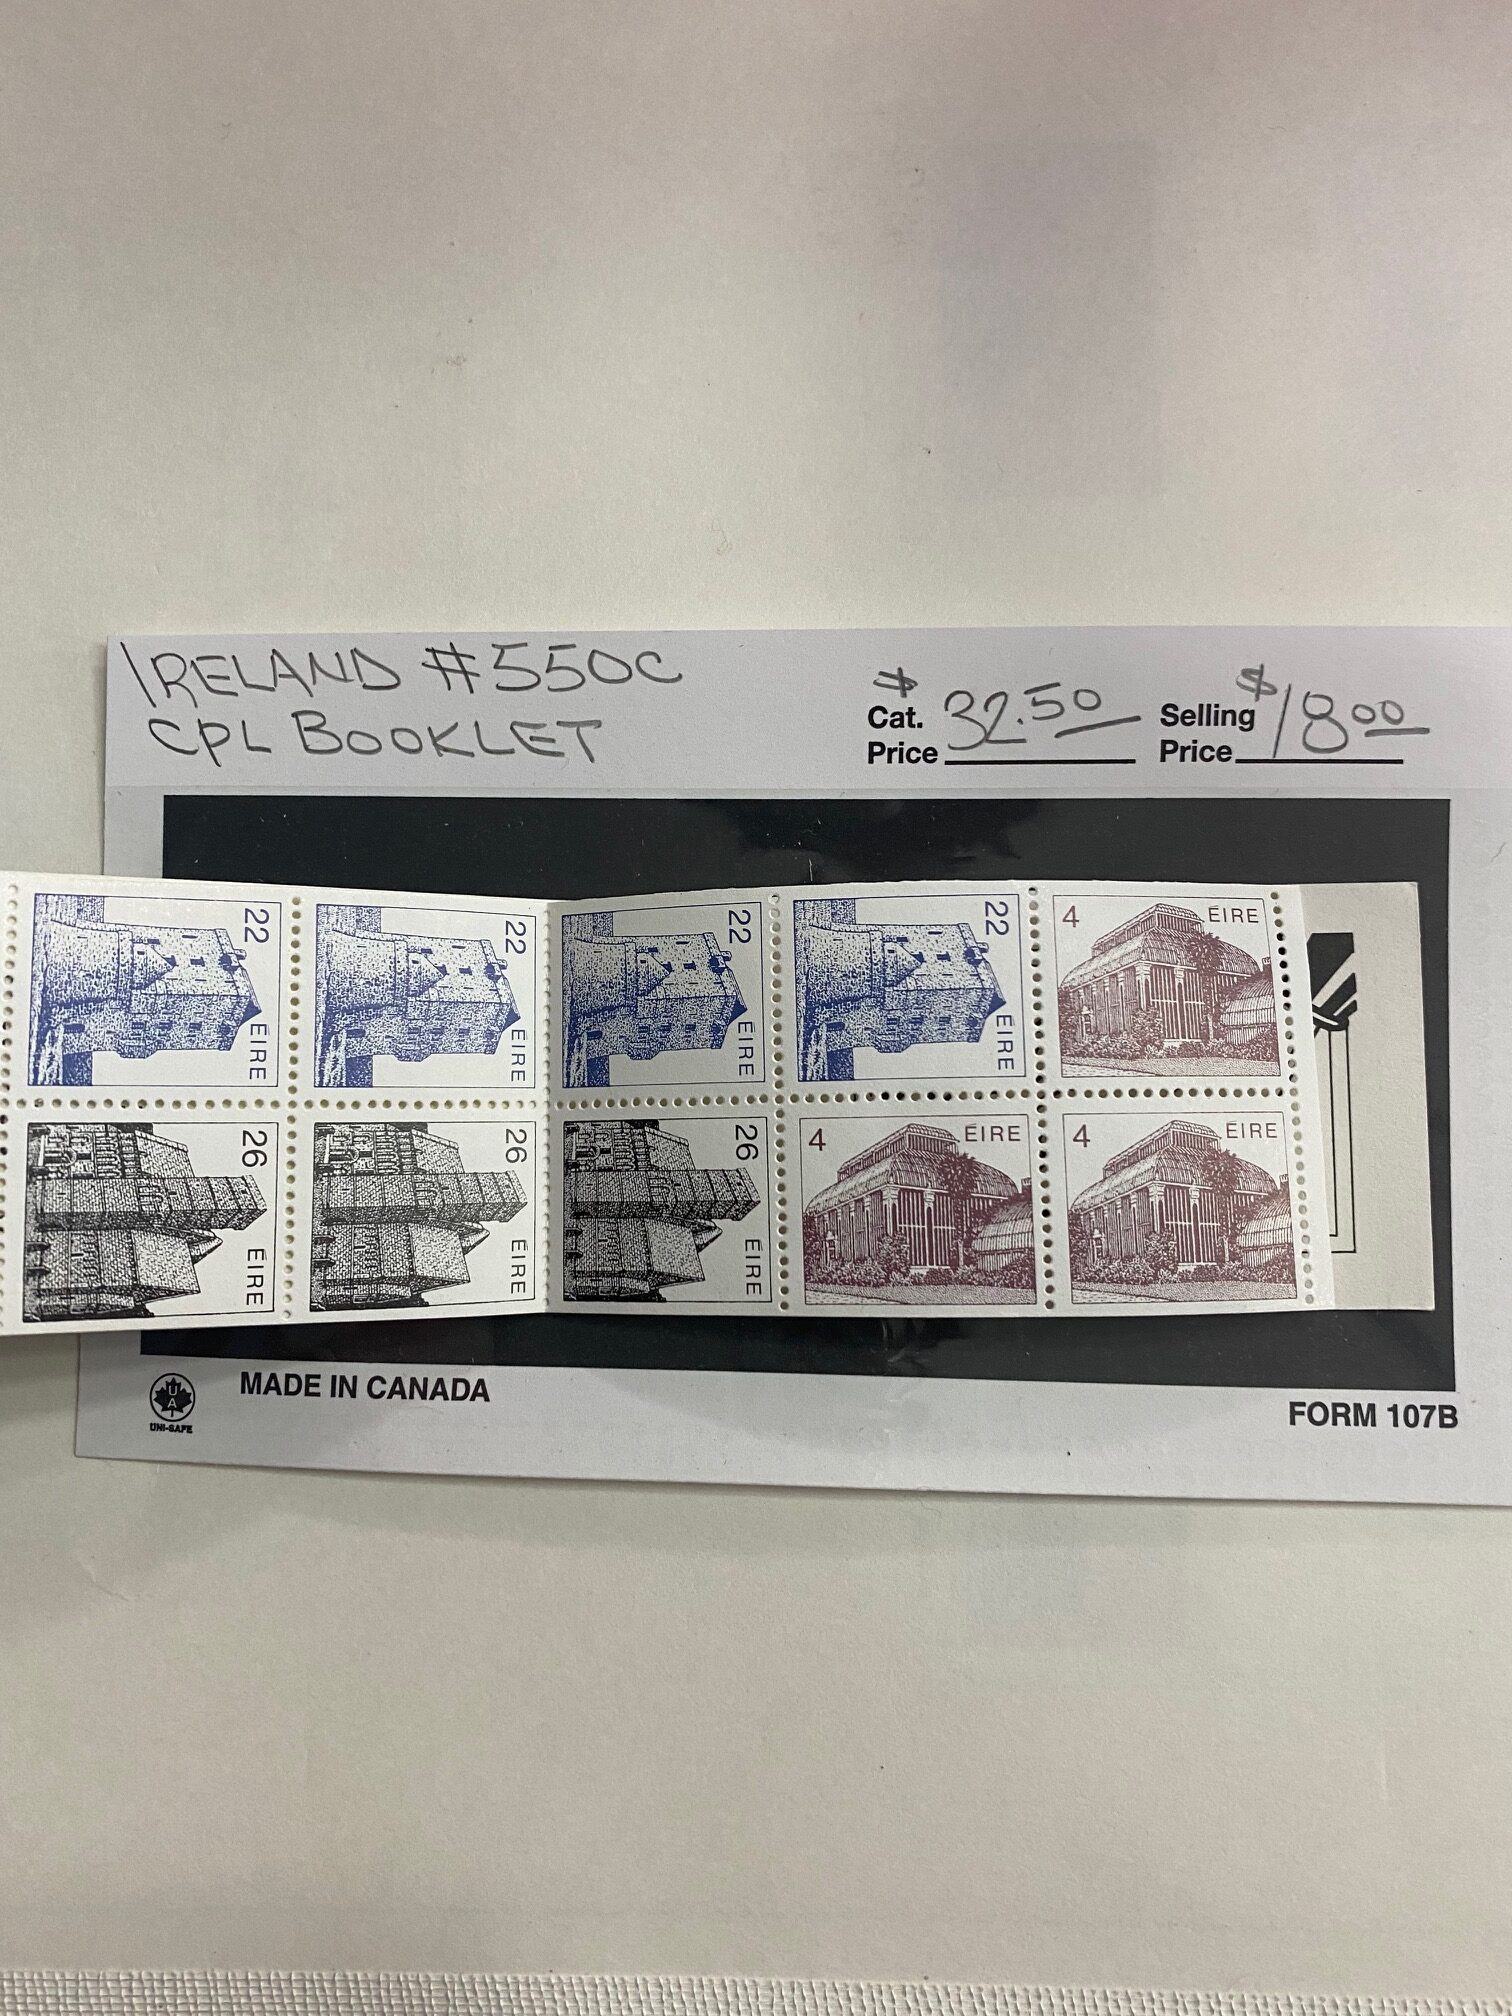 IRELAND #550C
CPL BOOKLET
$ Cat. Price 32.50
$ Selling Price 18.00
22 ÉIRE 22 ÉIRE 22 ÉIRE 22 ÉIRE 4 ÉIRE
26 ÉIRE 26 ÉIRE 26 ÉIRE 4 ÉIRE 4 ÉIRE
UNI-SAFE
MADE IN CANADA
FORM 107B